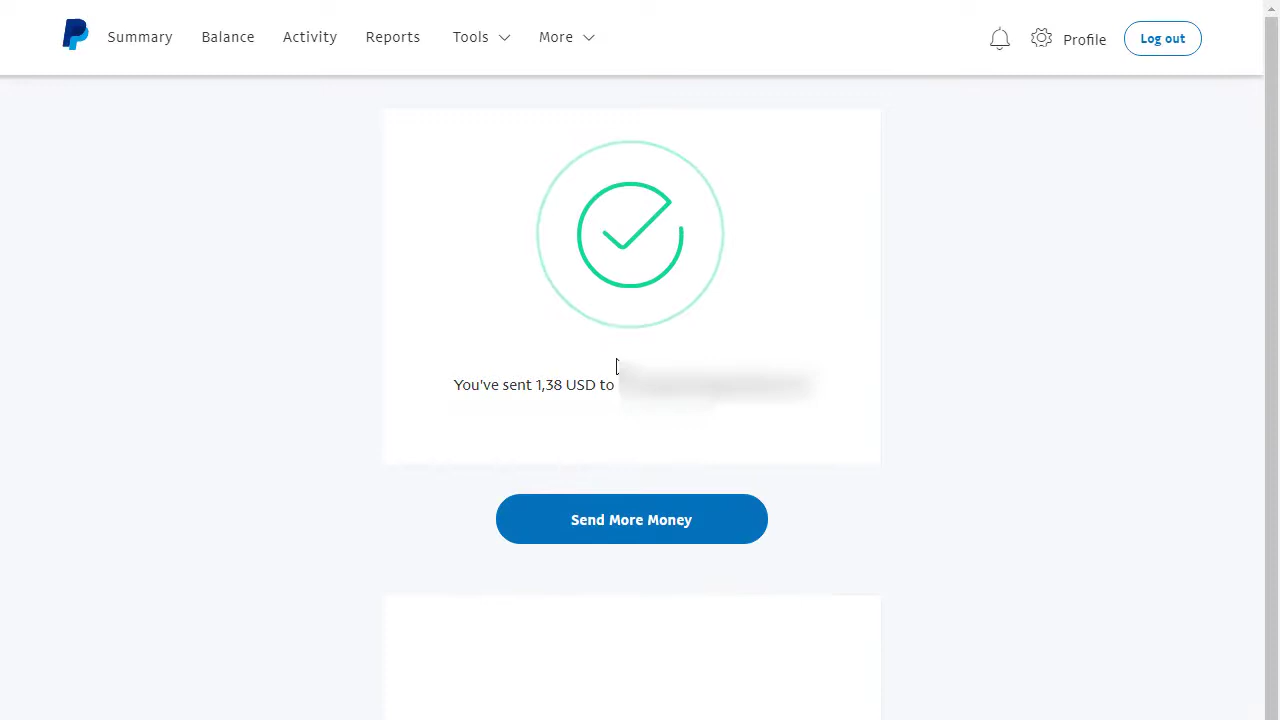 Summary Balance Activity Reports Tools More Profile Log out
You've sent 1,38 USD to
Send More Money